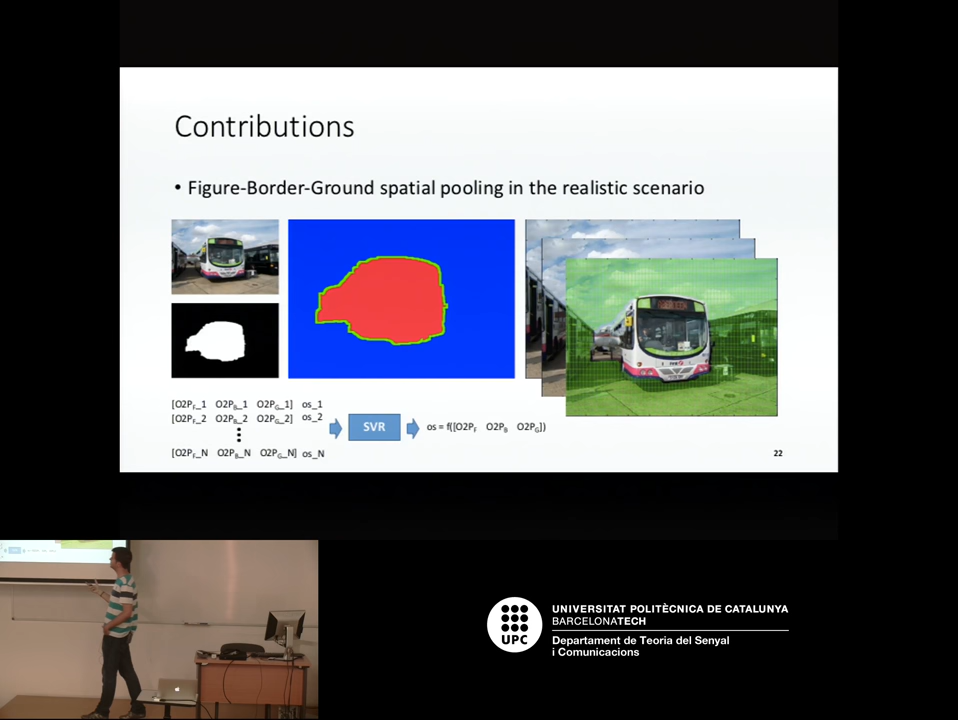 Contributions
• Figure-Border-Ground spatial pooling in the realistic scenario
[O2P_F_1 O2P_B_1 O2P_G_1] os_1
[O2P_F_2 O2P_B_2 O2P_G_2] os_2
[O2P_F_N O2P_B_N O2P_G_N] os_N
SVR
os = f([O2P_F O2P_B O2P_G])
22
UPC
UNIVERSITAT POLITÈCNICA DE CATALUNYA
BARCELONATECH
Departament de Teoria del Senyal
i Comunicacions